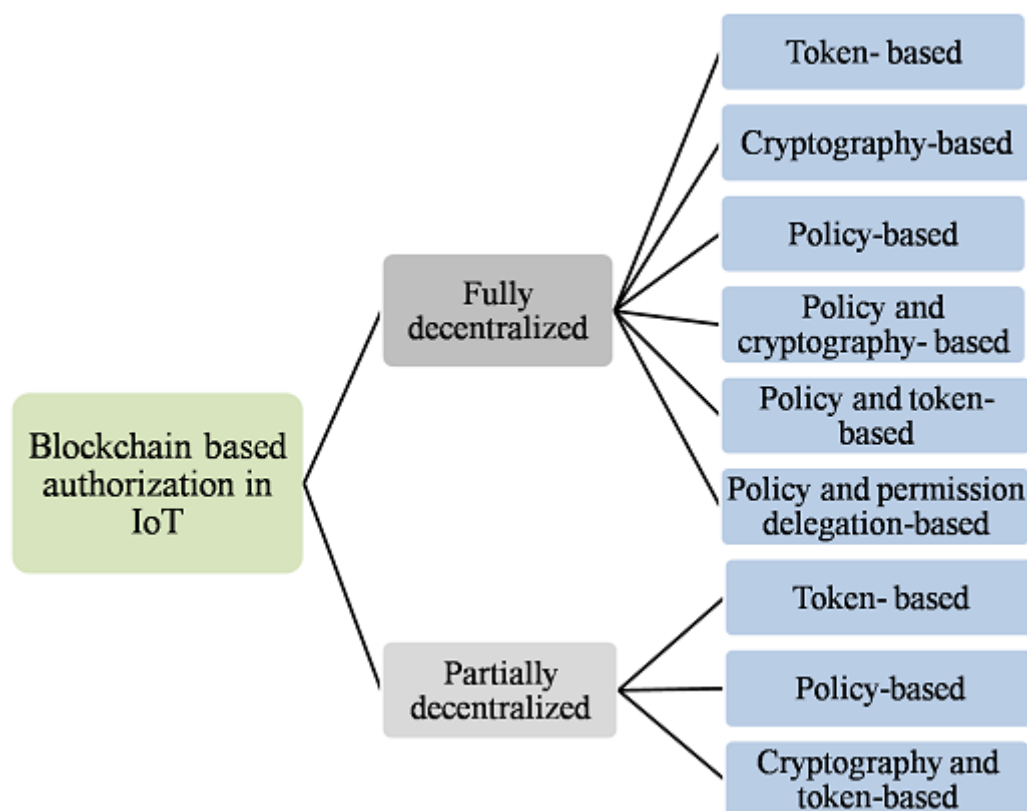 Blockchain based
authorization in
IoT
Fully
decentralized
Partially
decentralized
Token- based
Cryptography-based
Policy-based
Policy and
cryptography- based
Policy and token-
based
Policy and permission
delegation-based
Token- based
Policy-based
Cryptography and
token-based